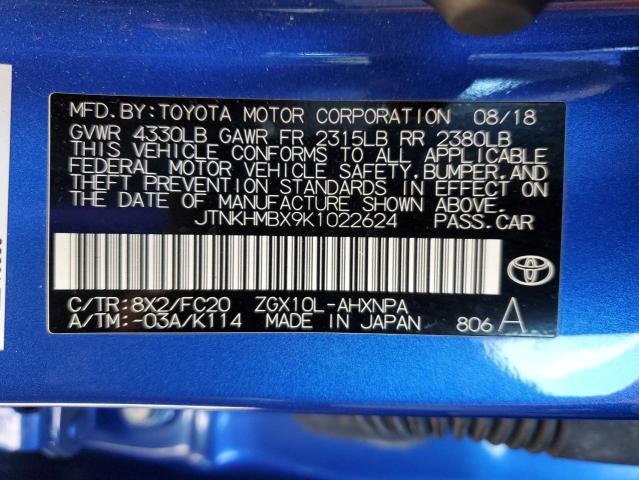 MFD. BY: TOYOTA MOTOR CORPORATION 08/18
GVWR 4330LB GAWR FR 2315LB RR 2380LB
THIS VEHICLE CONFORMS TO ALL APPLICABLE
FEDERAL MOTOR VEHICLE SAFETY, BUMPER, AND
THEFT PREVENTION STANDARDS IN EFFECT ON
THE DATE OF MANUFACTURE SHOWN ABOVE.
JTNKHMBX9K1022624 PASS. CAR
C/TR: 8X2/FC20 ZGX10L-AHXNPA
A/TM: -03A/K114 MADE IN JAPAN 806 A